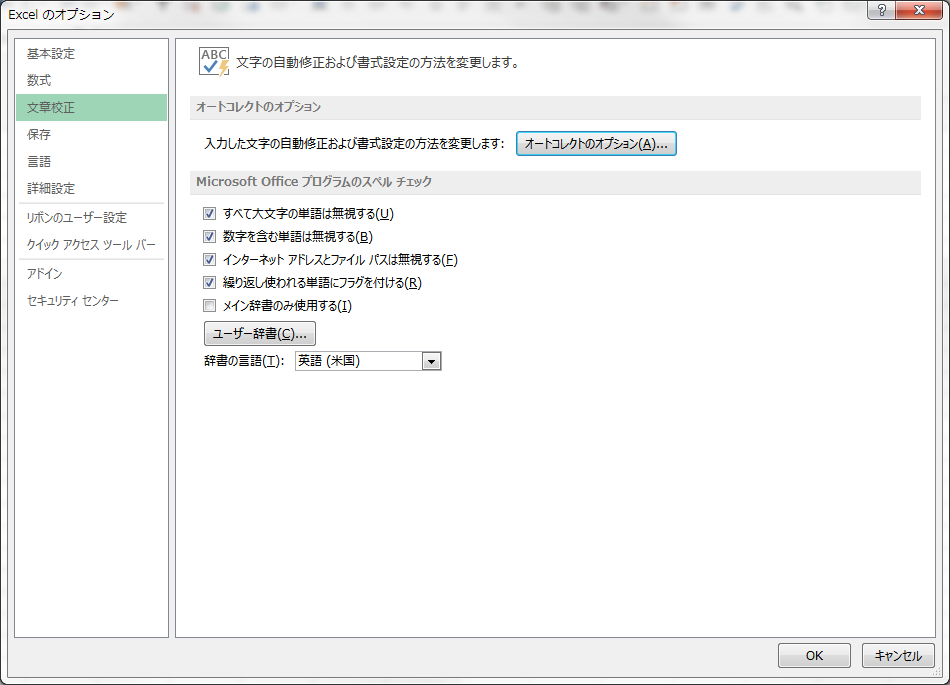 Excel のオプション
?
基本設定
数式
文章校正
保存
言語
詳細設定
リボンのユーザー設定
クイック アクセス ツール バー
アドイン
セキュリティ センター
ABC
文字の自動修正および書式設定の方法を変更します。
オートコレクトのオプション
入力した文字の自動修正および書式設定の方法を変更します: オートコレクトのオプション(A)...
Microsoft Office プログラムのスペル チェック
すべて大文字の単語は無視する(U)
数字を含む単語は無視する(B)
インターネット アドレスとファイル パスは無視する(F)
繰り返し使われる単語にフラグを付ける(R)
メイン辞書のみ使用する(I)
ユーザー辞書(C)...
辞書の言語(T): 英語 (米国)
OK キャンセル